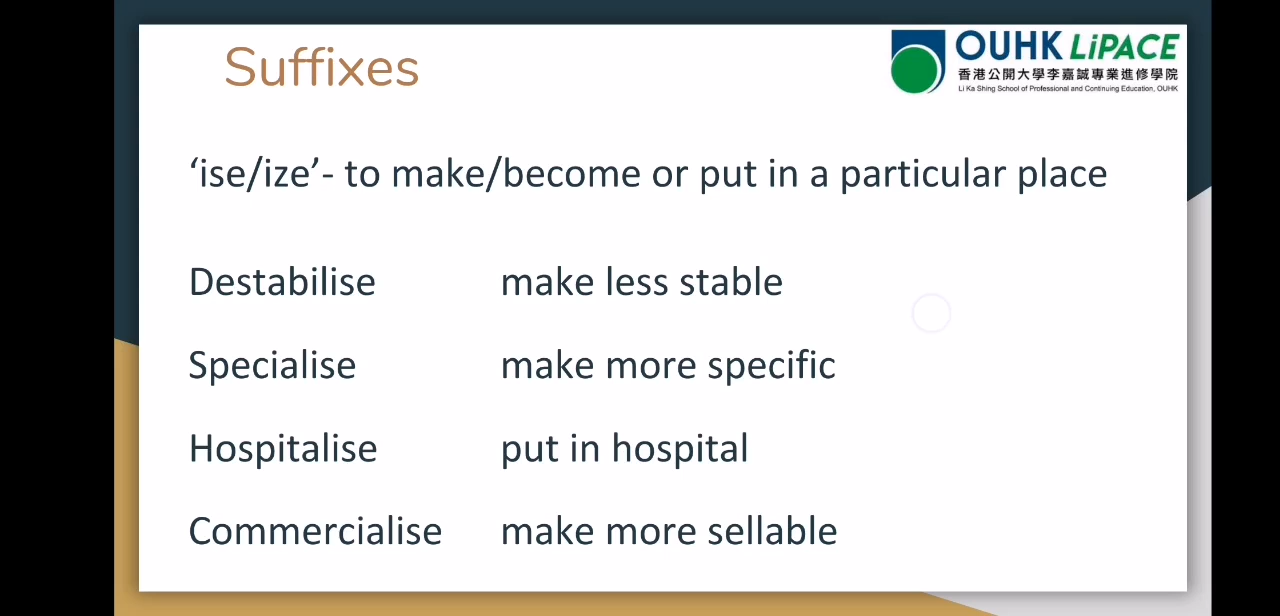 Suffixes
OUHK LiPACE
香港公開大學李嘉誠專業進修學院
Li Ka Shing School of Professional and Continuing Education, OUHK
‘ise/ize’- to make/become or put in a particular place
Destabilise make less stable
Specialise make more specific
Hospitalise put in hospital
Commercialise make more sellable